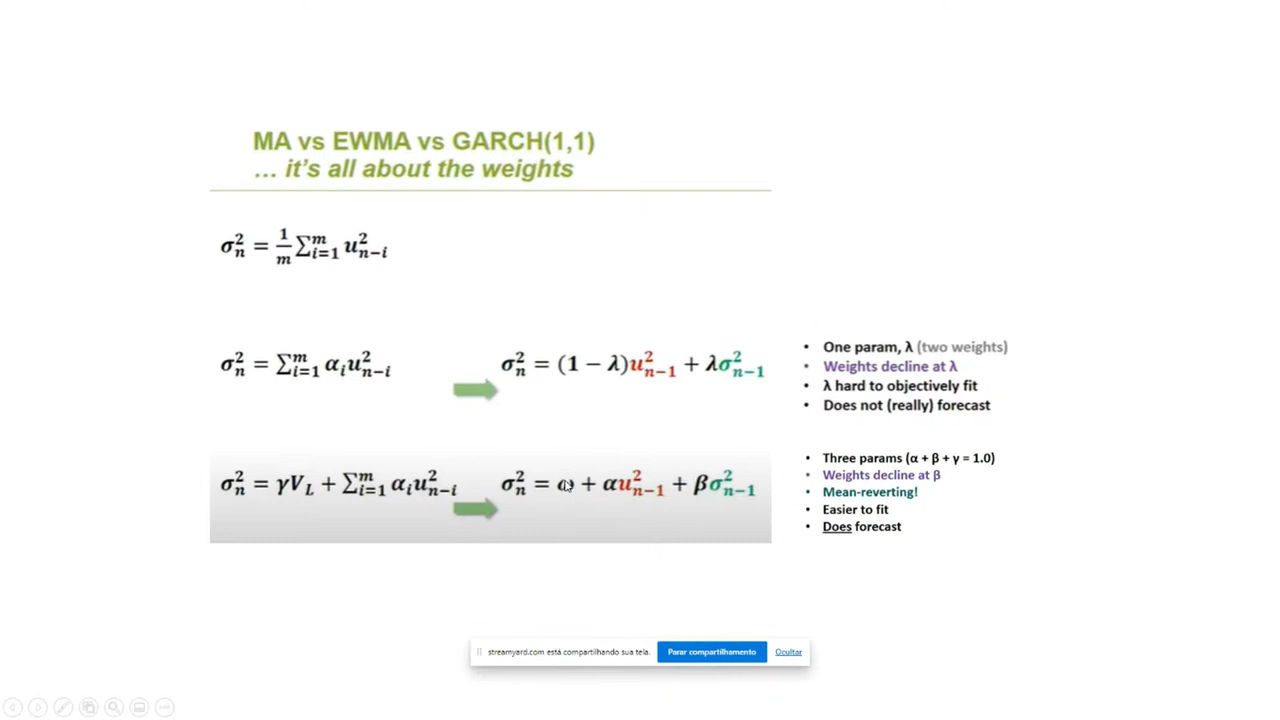 MA vs EWMA vs GARCH(1,1)
… it's all about the weights
σ²ₙ = 1/m ∑ᵐᵢ₌₁ u²ₙ₋ᵢ
σ²ₙ = ∑ᵐᵢ₌₁ αᵢu²ₙ₋ᵢ
σ²ₙ = (1 − λ)u²ₙ₋₁ + λσ²ₙ₋₁
• One param, λ (two weights)
• Weights decline at λ
• λ hard to objectively fit
• Does not (really) forecast
σ²ₙ = γV_L + ∑ᵐᵢ₌₁ αᵢu²ₙ₋ᵢ
σ²ₙ = ω + αu²ₙ₋₁ + βσ²ₙ₋₁
• Three params (α + β + γ = 1.0)
• Weights decline at β
• Mean-reverting!
• Easier to fit
• Does forecast
streamyard.com está compartilhando sua tela.
Parar compartilhamento
Ocultar